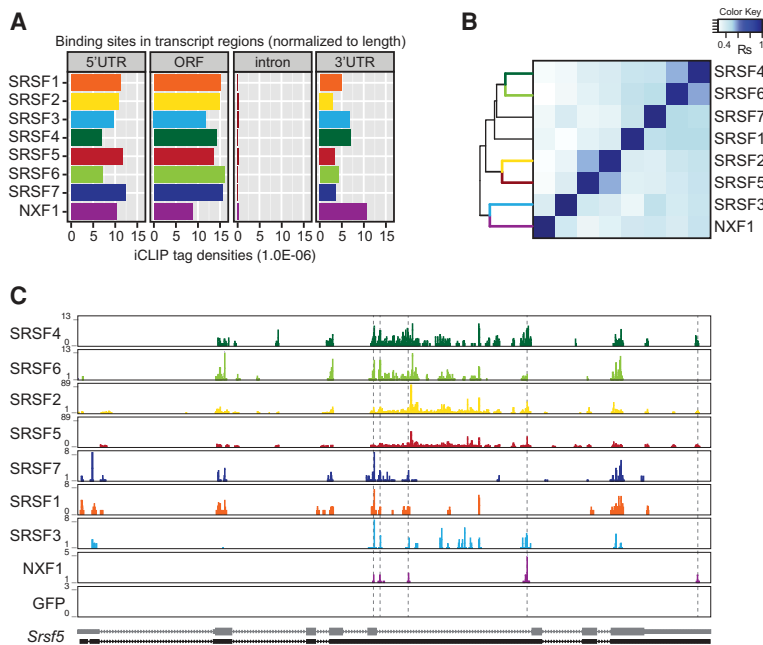 A
Binding sites in transcript regions (normalized to length)
5'UTR ORF intron 3'UTR
SRSF1
SRSF2
SRSF3
SRSF4
SRSF5
SRSF6
SRSF7
NXF1
0 5 10 15 0 5 10 15 0 5 10 15 0 5 10 15
iCLIP tag densities (1.0E-06)
B
Color Key
0.4 Rs 1
SRSF4
SRSF6
SRSF7
SRSF1
SRSF2
SRSF5
SRSF3
NXF1
C
13
SRSF4
0
13
SRSF6
1
89
SRSF2
1
89
SRSF5
0
8
SRSF7
1
8
SRSF1
0
8
SRSF3
1
5
NXF1
1
GFP
Srsf5